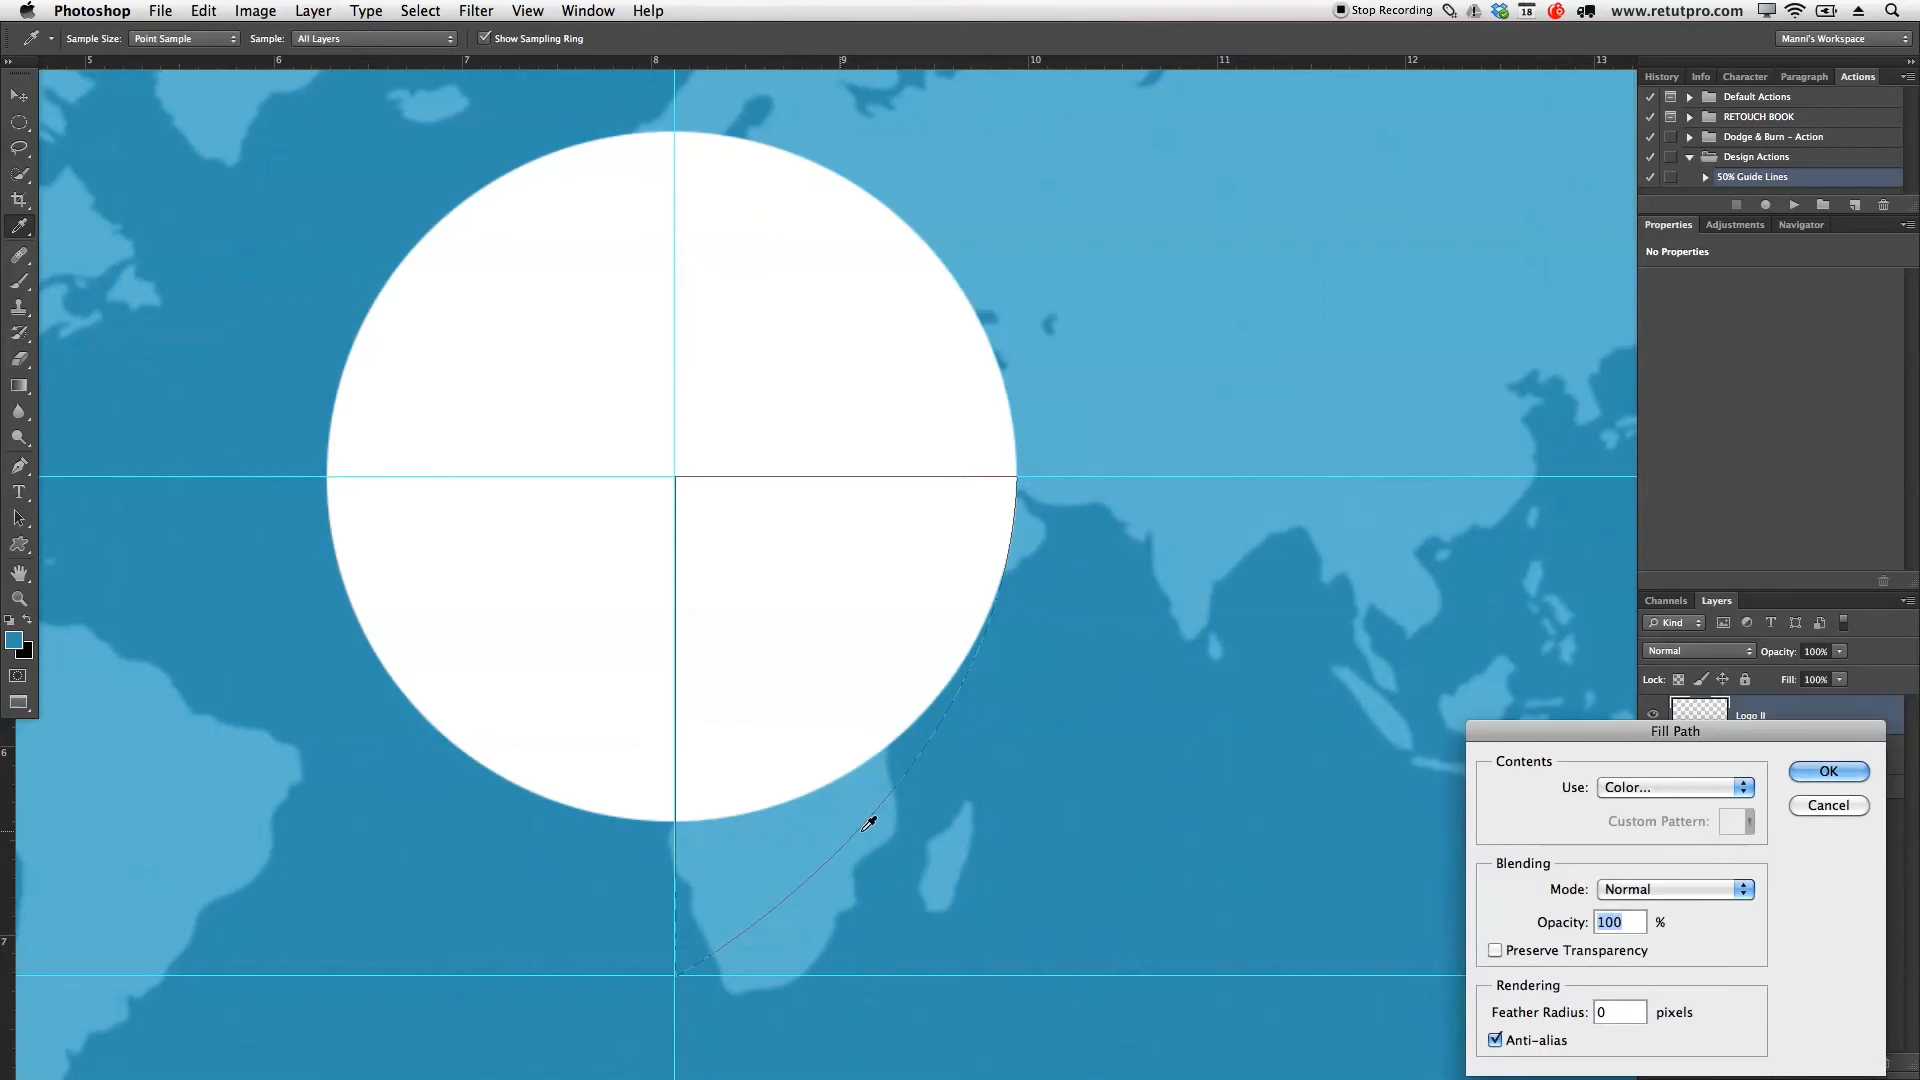 Photoshop File Edit Image Layer Type Select Filter View Window Help Stop Recording 18 www.retutpro.com
Sample Size: Point Sample Sample: All Layers Show Sampling Ring Manni's Workspace
5 6 7 8 9 10 11 12 13
History Info Character Paragraph Actions
Default Actions
RETOUCH BOOK
Dodge & Burn - Action
Design Actions
50% Guide Lines
Properties Adjustments Navigator
No Properties
Channels Layers
Kind
Normal Opacity: 100%
Lock: Fill: 100%
Logo II
Fill Path
Contents
Use: Color...
OK
Cancel
Custom Pattern:
Blending
Mode: Normal
Opacity: 100 %
Preserve Transparency
Rendering
Feather Radius: 0 pixels
Anti-alias
6
7